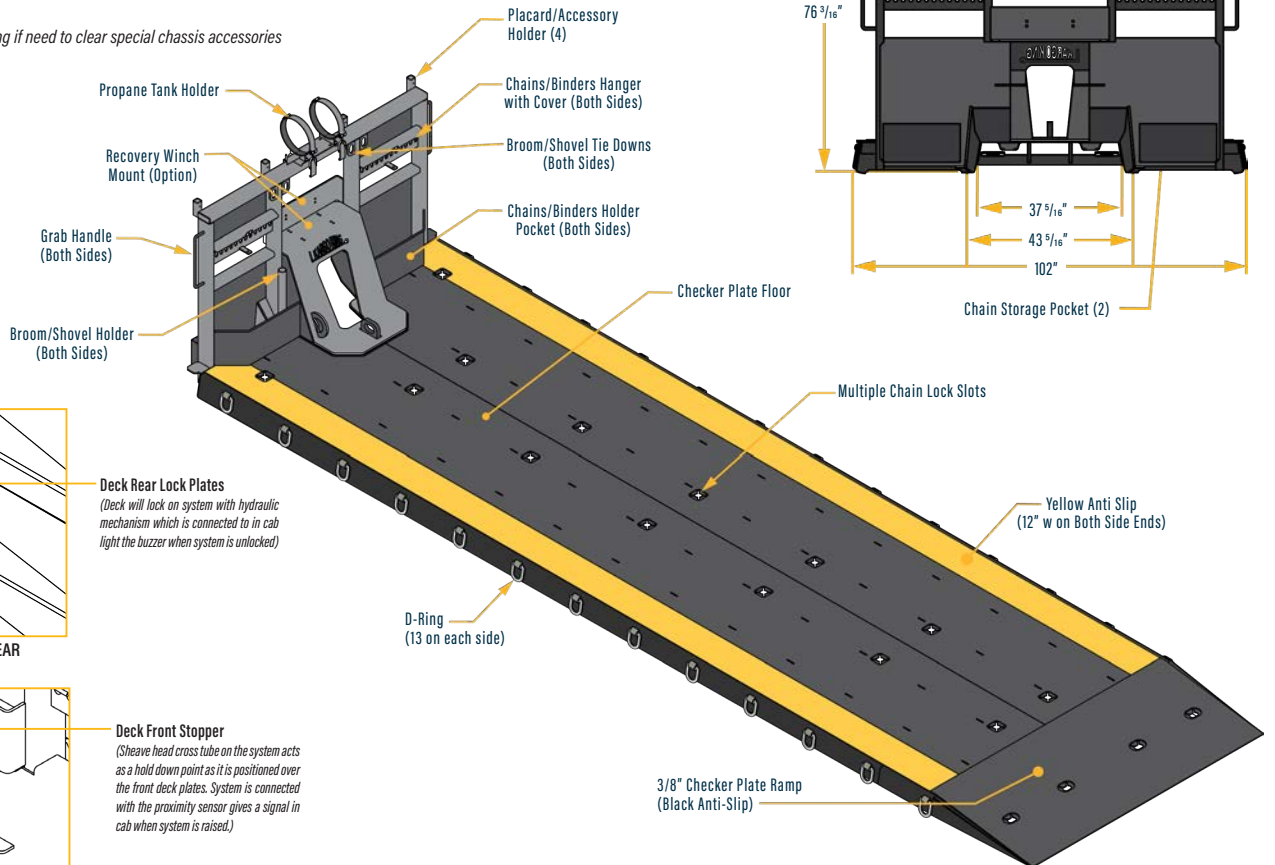 ng if need to clear special chassis accessories
Placard/Accessory
Holder (4)
Propane Tank Holder
Chains/Binders Hanger
with Cover (Both Sides)
Recovery Winch
Mount (Option)
Broom/Shovel Tie Downs
(Both Sides)
Grab Handle
(Both Sides)
Chains/Binders Holder
Pocket (Both Sides)
Broom/Shovel Holder
(Both Sides)
Checker Plate Floor
76 3/16"
37 5/16"
43 5/16"
102"
Chain Storage Pocket (2)
Multiple Chain Lock Slots
Yellow Anti Slip
(12" w on Both Side Ends)
Deck Rear Lock Plates
(Deck will lock on system with hydraulic
mechanism which is connected to in cab
light the buzzer when system is unlocked)
EAR
D-Ring
(13 on each side)
Deck Front Stopper
(Sheave head cross tube on the system acts
as a hold down point as it is positioned over
the front deck plates. System is connected
with the proximity sensor gives a signal in
cab when system is raised.)
3/8" Checker Plate Ramp
(Black Anti-Slip)